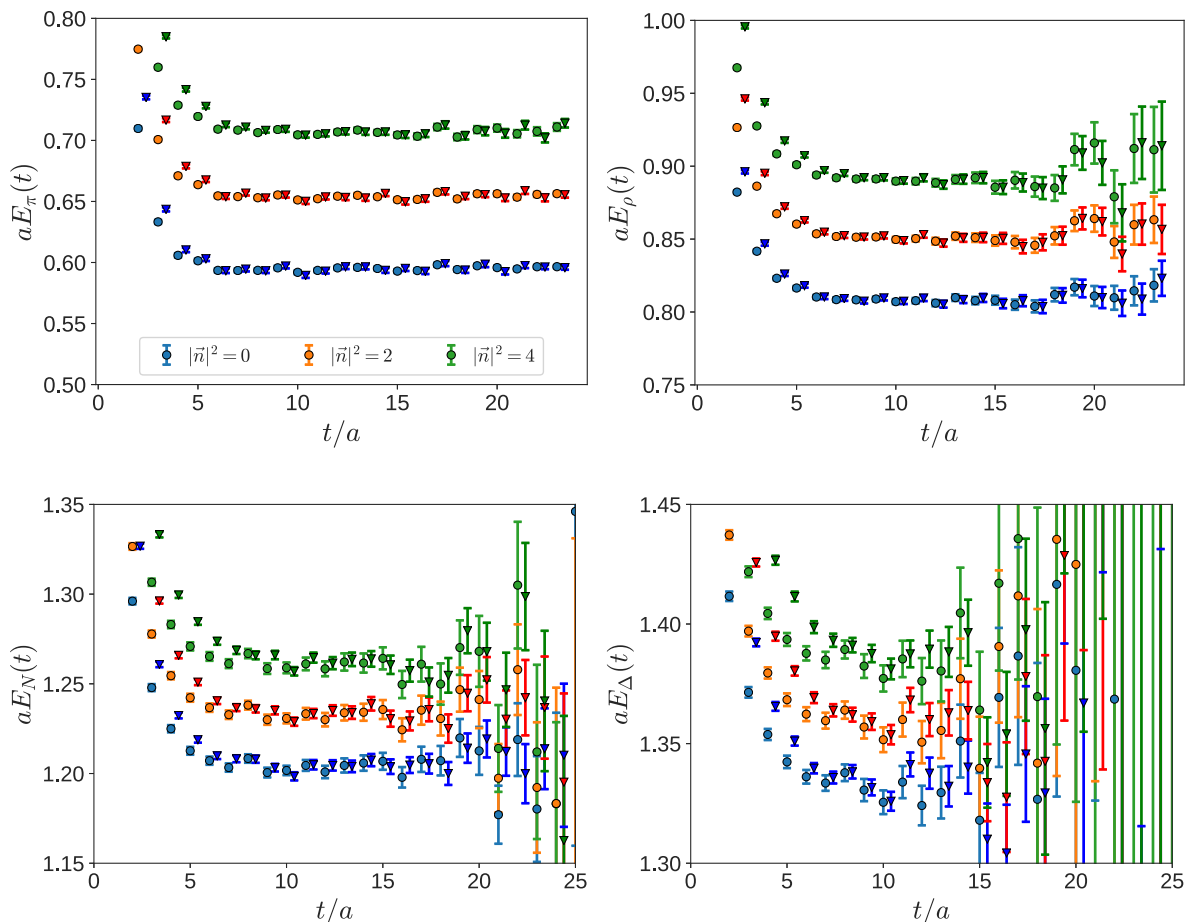 0.80
0.75
0.70
0.65
0.60
0.55
0.50
aE_π(t)
|n⃗|² = 0
|n⃗|² = 2
|n⃗|² = 4
0 5 10 15 20
t/a
1.00
0.95
0.90
0.85
0.80
0.75
aE_ρ(t)
0 5 10 15 20
t/a
1.35
1.30
1.25
1.20
1.15
aE_N(t)
0 5 10 15 20 25
t/a
1.45
1.40
1.35
1.30
aE_Δ(t)
0 5 10 15 20 25
t/a